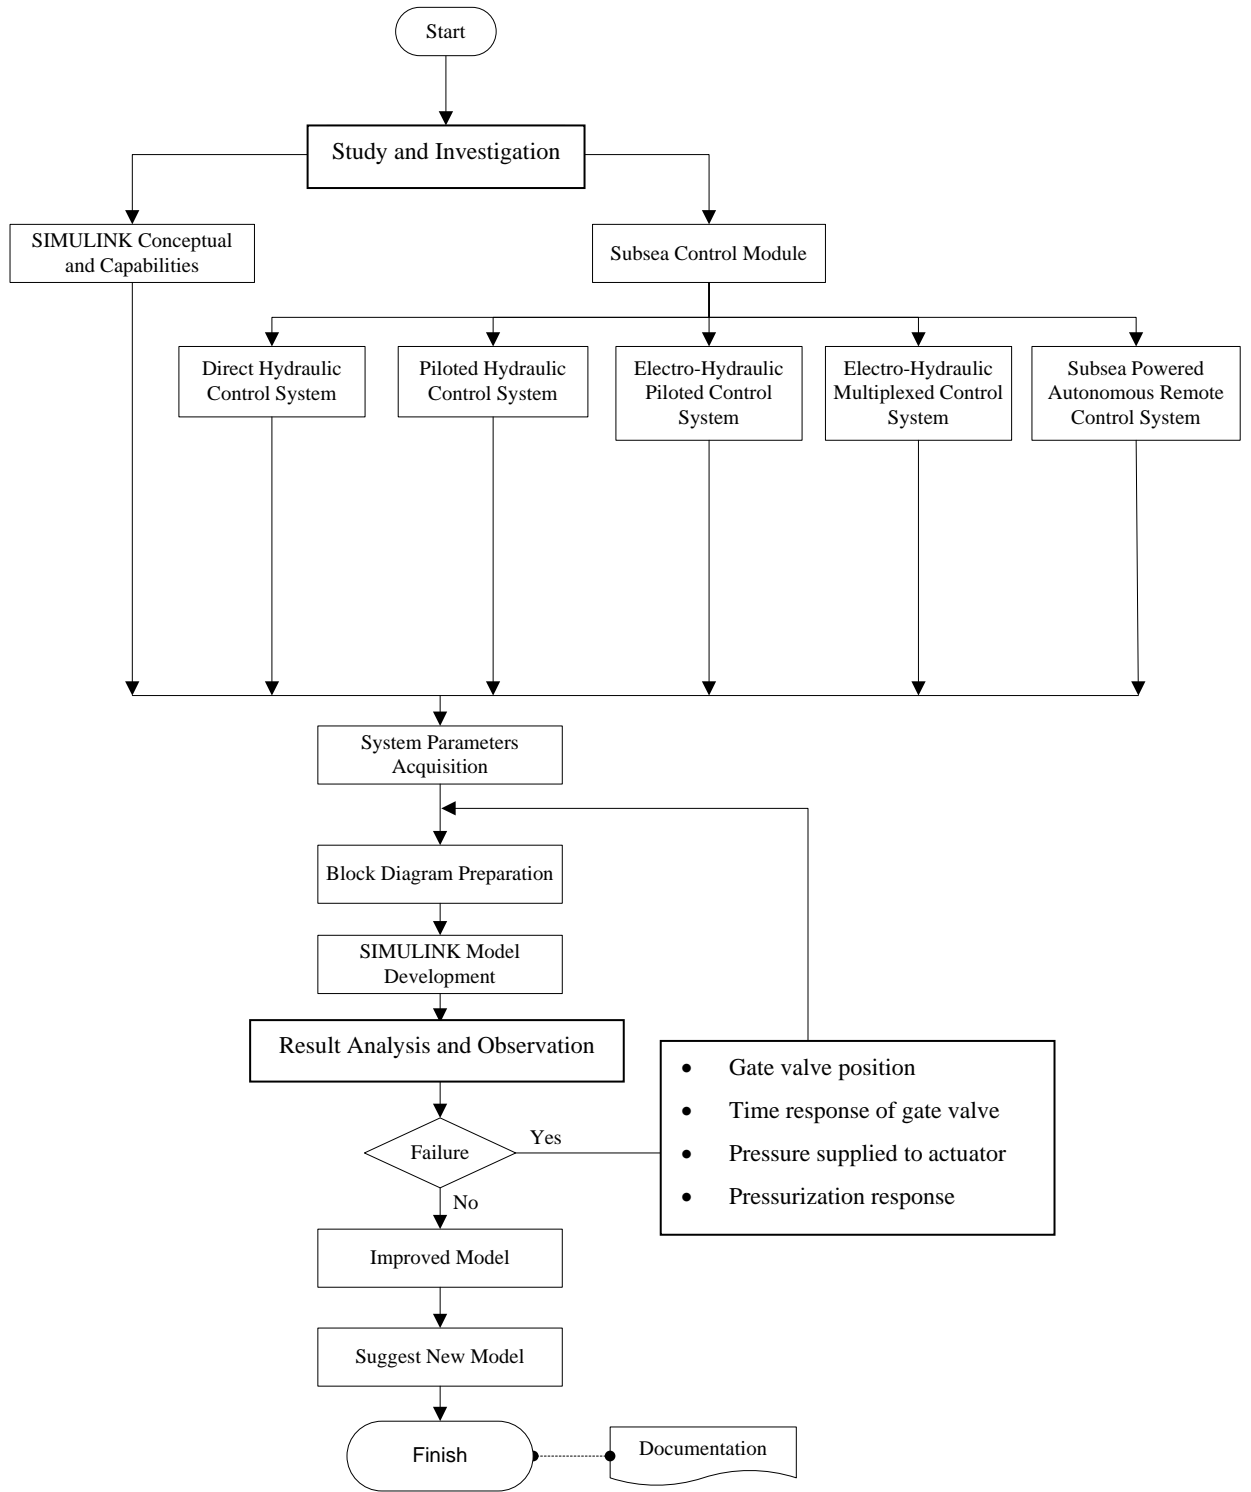 Start
Study and Investigation
SIMULINK Conceptual
and Capabilities
Subsea Control Module
Direct Hydraulic
Control System
Piloted Hydraulic
Control System
Electro-Hydraulic
Piloted Control
System
Electro-Hydraulic
Multiplexed Control
System
Subsea Powered
Autonomous Remote
Control System
System Parameters
Acquisition
Block Diagram Preparation
SIMULINK Model
Development
Result Analysis and Observation
• Gate valve position
• Time response of gate valve
• Pressure supplied to actuator
• Pressurization response
Failure
Yes
No
Improved Model
Suggest New Model
Finish
Documentation